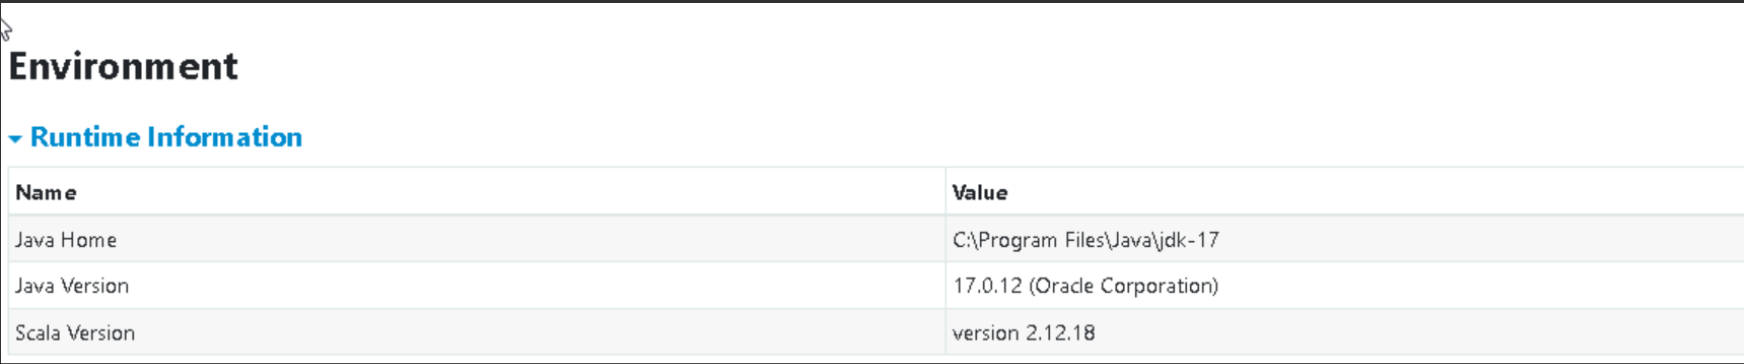 Environment
Runtime Information
Name Value
Java Home C:\Program Files\Java\jdk-17
Java Version 17.0.12 (Oracle Corporation)
Scala Version version 2.12.18